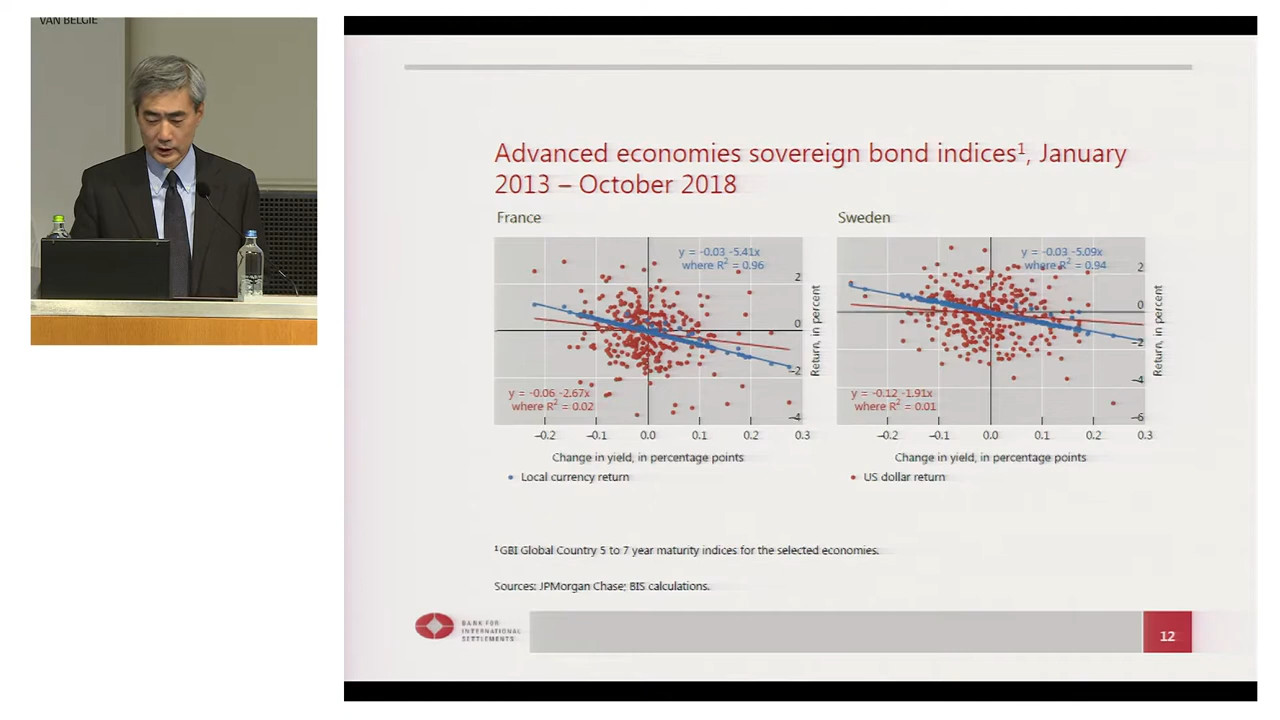 VAN BELGIE
Advanced economies sovereign bond indices¹, January
2013 – October 2018
France
Sweden
y = -0.03 -5.41x
where R² = 0.96
y = -0.06 -2.67x
where R² = 0.02
2
0
−2
−4
Return, in percent
−0.2 −0.1 0.0 0.1 0.2 0.3
Change in yield, in percentage points
y = -0.03 -5.09x
where R² = 0.94
y = -0.12 -1.91x
where R² = 0.01
2
0
−2
−4
−6
Return, in percent
−0.2 −0.1 0.0 0.1 0.2 0.3
Change in yield, in percentage points
Local currency return
US dollar return
¹ GBI Global Country 5 to 7 year maturity indices for the selected economies.
Sources: JPMorgan Chase; BIS calculations.
BANK FOR
INTERNATIONAL
SETTLEMENTS
12